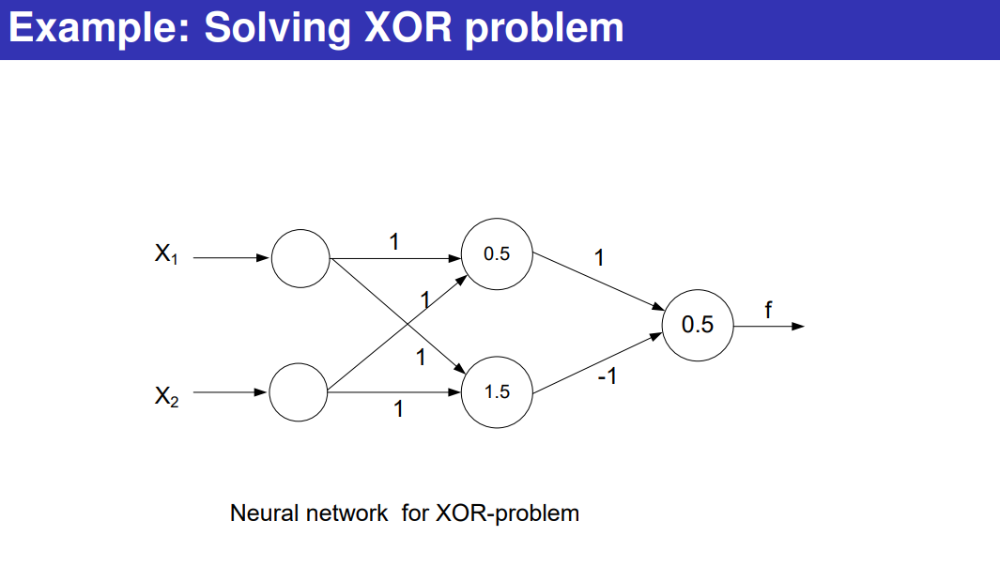 Example: Solving XOR problem
X₁
1
0.5
1
1
0.5
f
1
X₂
1
1.5
-1
Neural network for XOR-problem